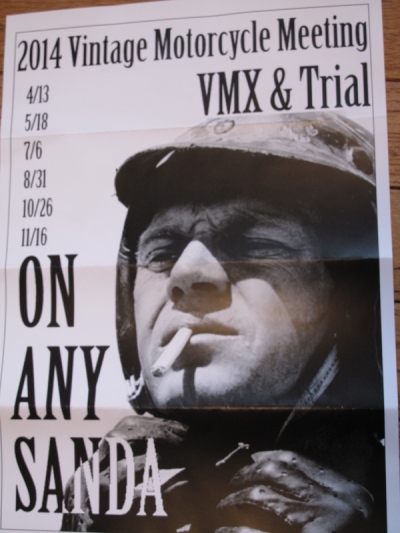 2014 Vintage Motorcycle Meeting
VMX & Trial
4/13
5/18
7/6
8/31
10/26
11/16
ON
ANY
SANDA